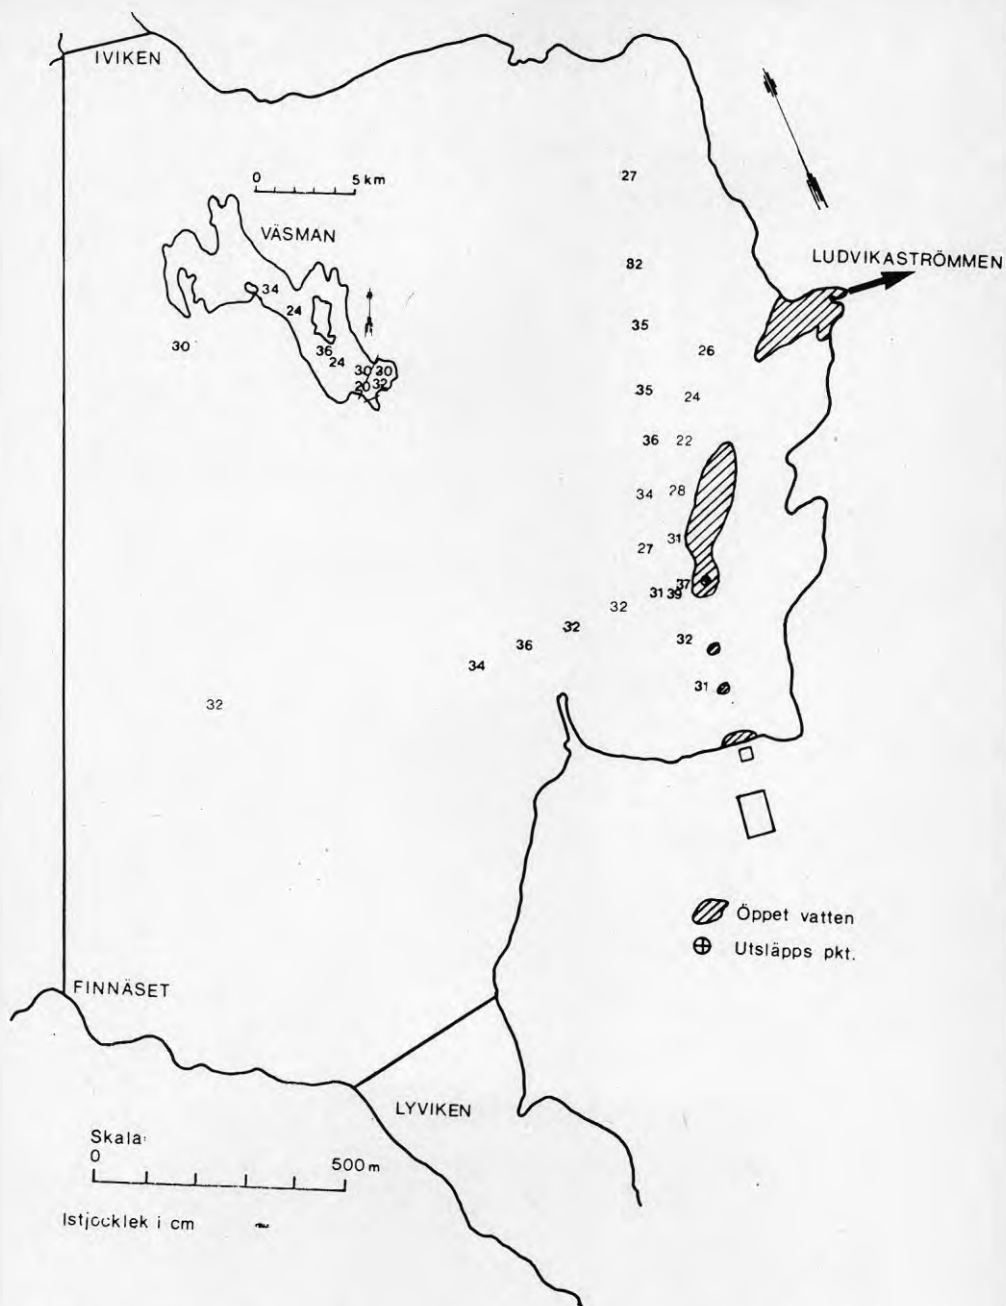 IVIKEN
0 5 km
27
VÄSMAN
LUDVIKASTRÖMMEN
82
34
24
35
30
36
24
26
30 30
20 32
35
24
36
22
34
28
31
27
37
31
39
32
32
32
36
34
31
32
Öppet vatten
Utsläpps pkt.
FINNÄSET
LYVIKEN
Skala:
0 500 m
Istjocklek i cm